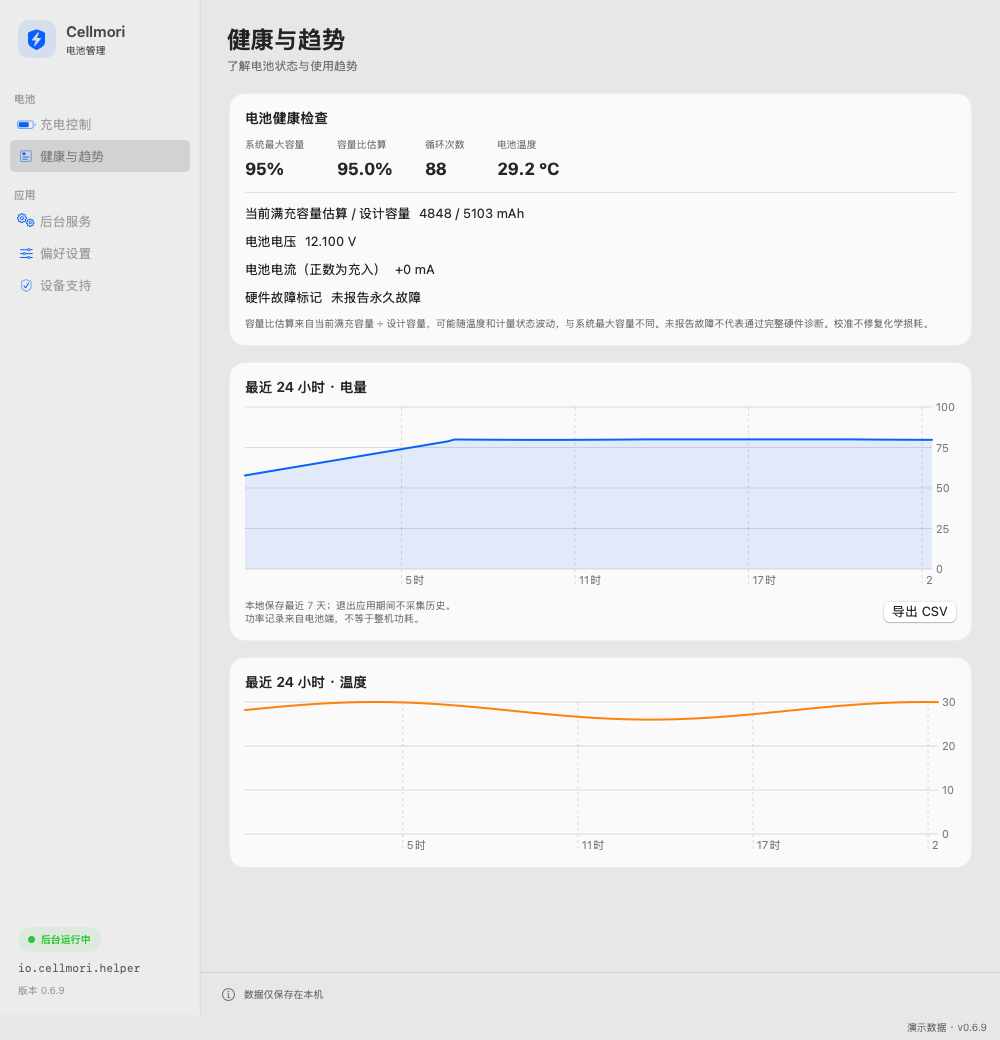 Cellmori
电池管理
电池
充电控制
健康与趋势
应用
后台服务
偏好设置
设备支持
后台运行中
io.cellmori.helper
版本 0.6.9
健康与趋势
了解电池状态与使用趋势
电池健康检查
系统最大容量 容量比估算 循环次数 电池温度
95% 95.0% 88 29.2 °C
当前满充容量估算 / 设计容量 4848 / 5103 mAh
电池电压 12.100 V
电池电流（正数为充入） +0 mA
硬件故障标记 未报告永久故障
容量比估算来自当前满充容量 ÷ 设计容量，可能随温度和计量状态波动，与系统最大容量不同。未报告故障不代表通过完整硬件诊断。校准不修复化学损耗。
最近 24 小时 · 电量
100
75
50
25
0
5时 11时 17时 2
本地保存最近 7 天；退出应用期间不采集历史。
功率记录来自电池端，不等于整机功耗。
导出 CSV
最近 24 小时 · 温度
30
20
10
0
5时 11时 17时 2
数据仅保存在本机
演示数据 · v0.6.9